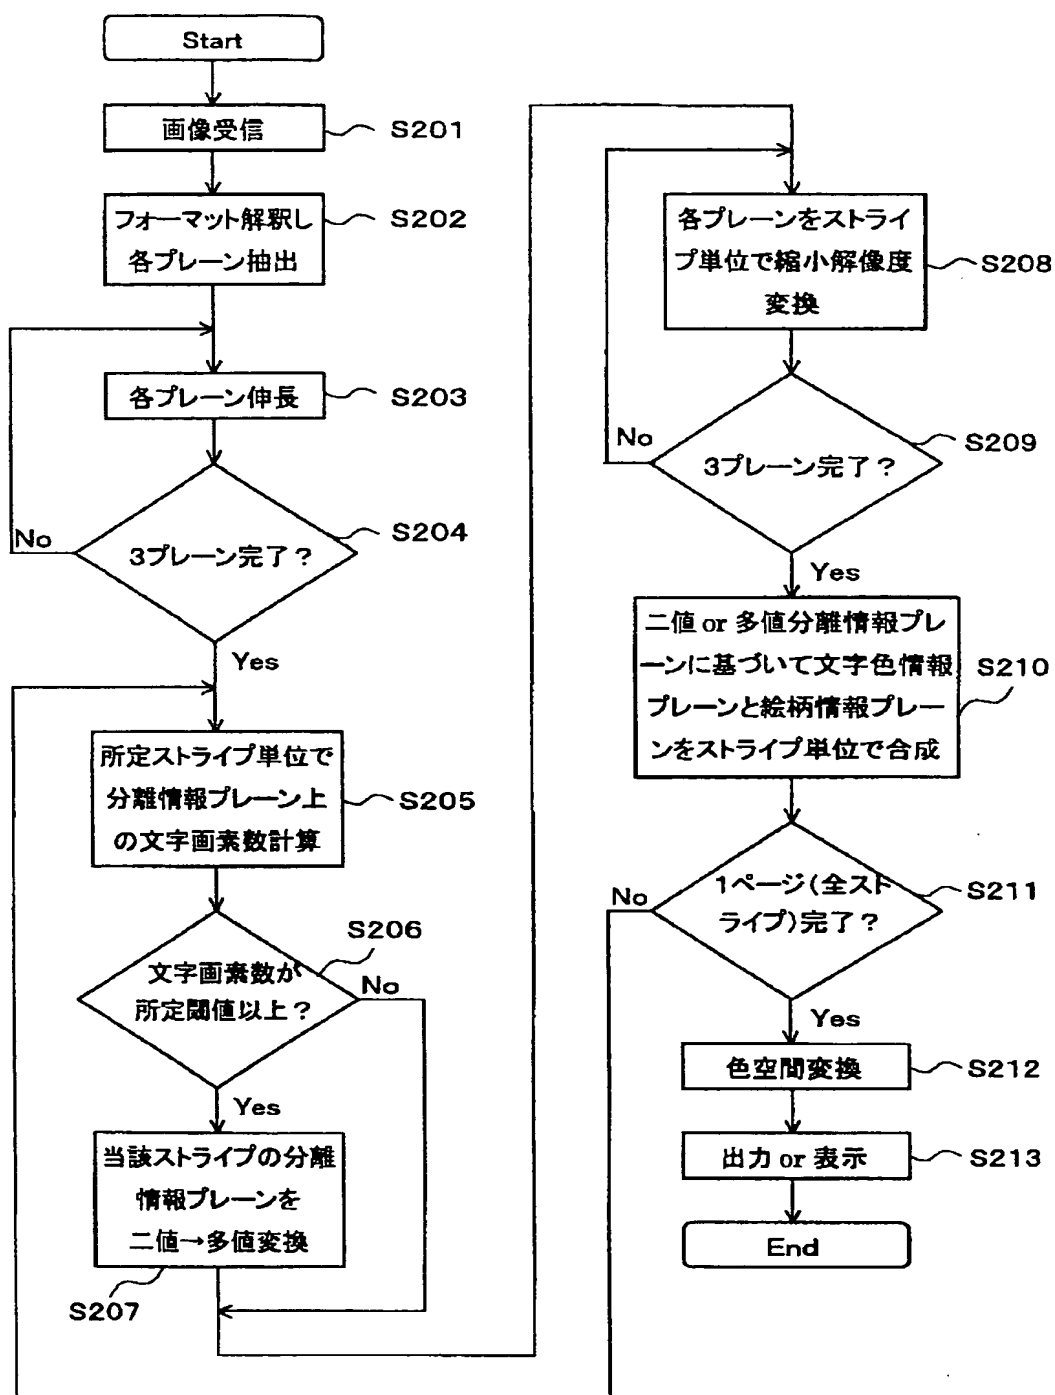 Start
画像受信
S201
フォーマット解釈し
各プレーン抽出
S202
各プレーン伸長
S203
3プレーン完了？
S204
No
Yes
所定ストライプ単位で
分離情報プレーン上
の文字画素数計算
S205
文字画素数が
所定閾値以上？
S206
No
Yes
当該ストライプの分離
情報プレーンを
二値→多値変換
S207
各プレーンをストライ
プ単位で縮小解像度
変換
S208
3プレーン完了？
S209
No
Yes
二値 or 多値分離情報プレ
ーンに基づいて文字色情報
プレーンと絵柄情報プレー
ンをストライプ単位で合成
S210
1ページ（全スト
ライプ）完了？
S211
No
Yes
色空間変換
S212
出力 or 表示
S213
End